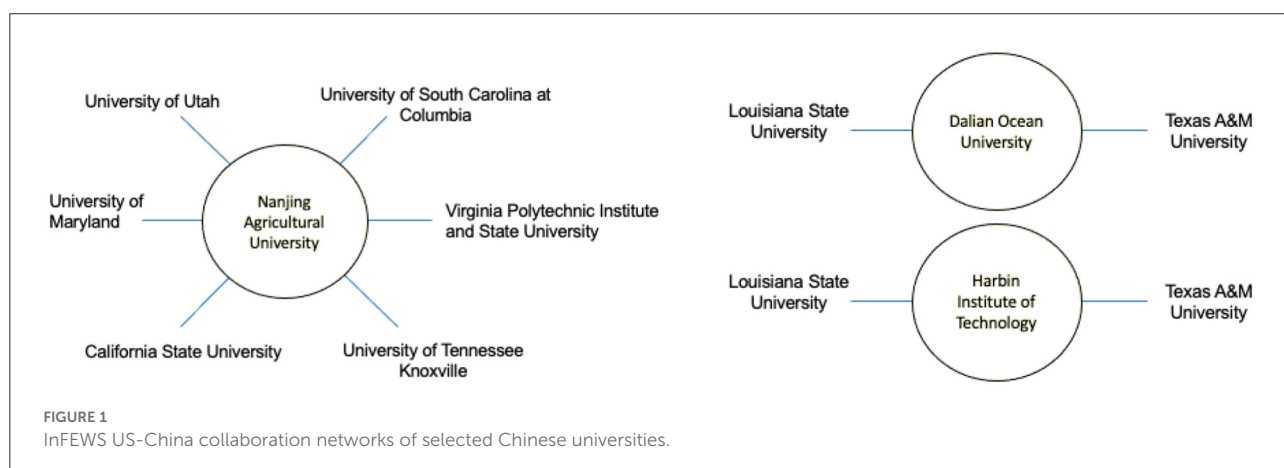 University of Utah
University of South Carolina at
Columbia
University of
Maryland
Nanjing
Agricultural
University
Virginia Polytechnic Institute
and State University
California State University
University of Tennessee
Knoxville
Louisiana State
University
Dalian Ocean
University
Texas A&M
University
Louisiana State
University
Harbin
Institute of
Technology
Texas A&M
University
FIGURE 1
InFEWS US-China collaboration networks of selected Chinese universities.